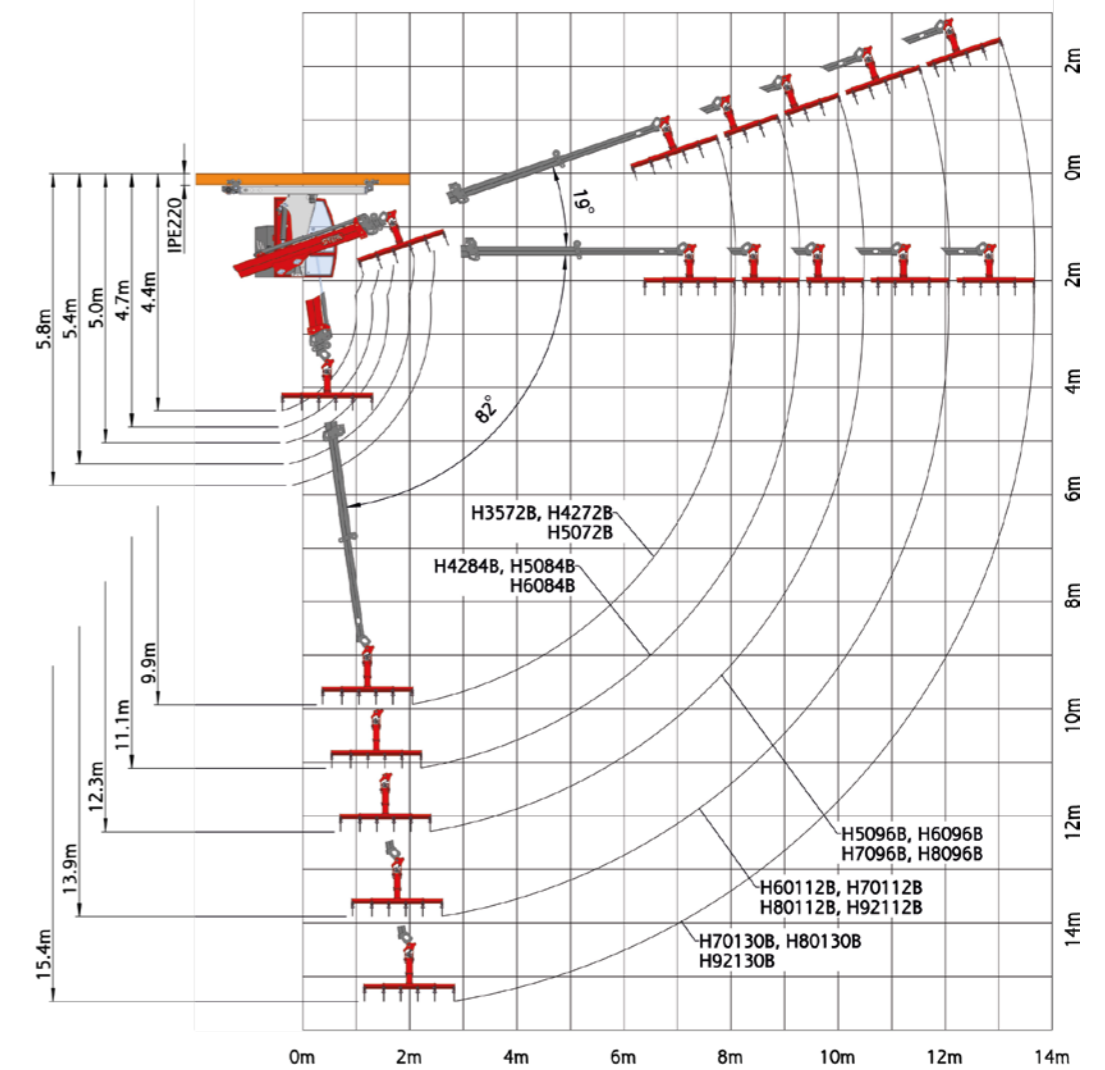 2m
0m
2m
4m
6m
8m
10m
12m
14m
IPE220
4.4m
4.7m
5.0m
5.4m
5.8m
19°
82°
H3572B, H4272B
H5072B
H4284B, H5084B
H6084B
9.9m
11.1m
12.3m
13.9m
15.4m
H5096B, H6096B
H7096B, H8096B
H60112B, H70112B
H80112B, H92112B
H70130B, H80130B
H92130B
0m
2m
4m
6m
8m
10m
12m
14m